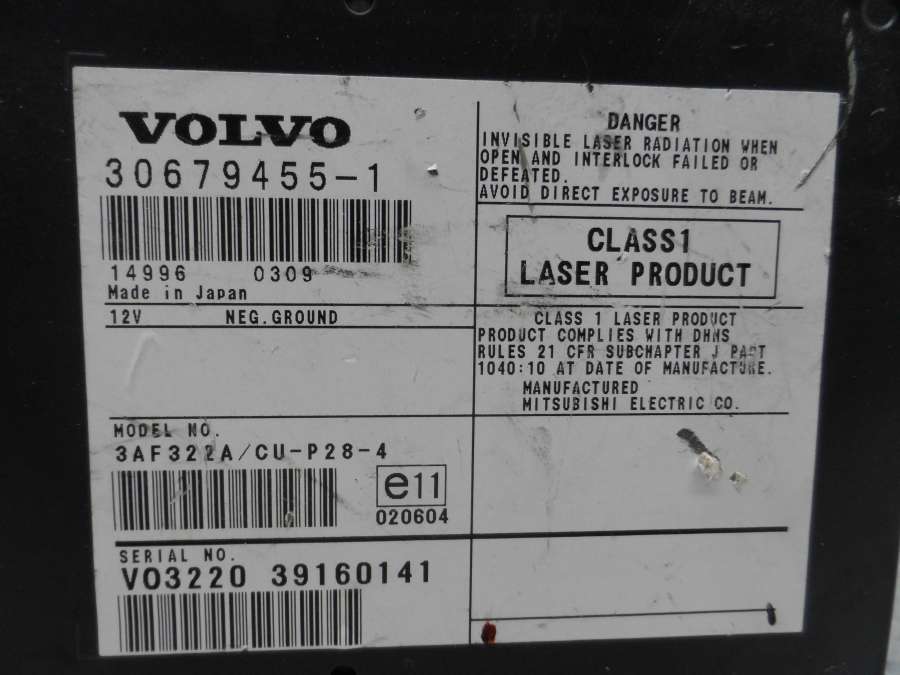 VOLVO
30679455-1
14996 0309
Made in Japan
12V NEG.GROUND
MODEL NO.
3AF322A/CU-P28-4
e11
020604
SERIAL NO.
VO3220 39160141
DANGER
INVISIBLE LASER RADIATION WHEN
OPEN AND INTERLOCK FAILED OR
DEFEATED.
AVOID DIRECT EXPOSURE TO BEAM.
CLASS1
LASER PRODUCT
CLASS 1 LASER PRODUCT
PRODUCT COMPLIES WITH DHHS
RULES 21 CFR SUBCHAPTER J PART
1040:10 AT DATE OF MANUFACTURE.
MANUFACTURED
MITSUBISHI ELECTRIC CO.